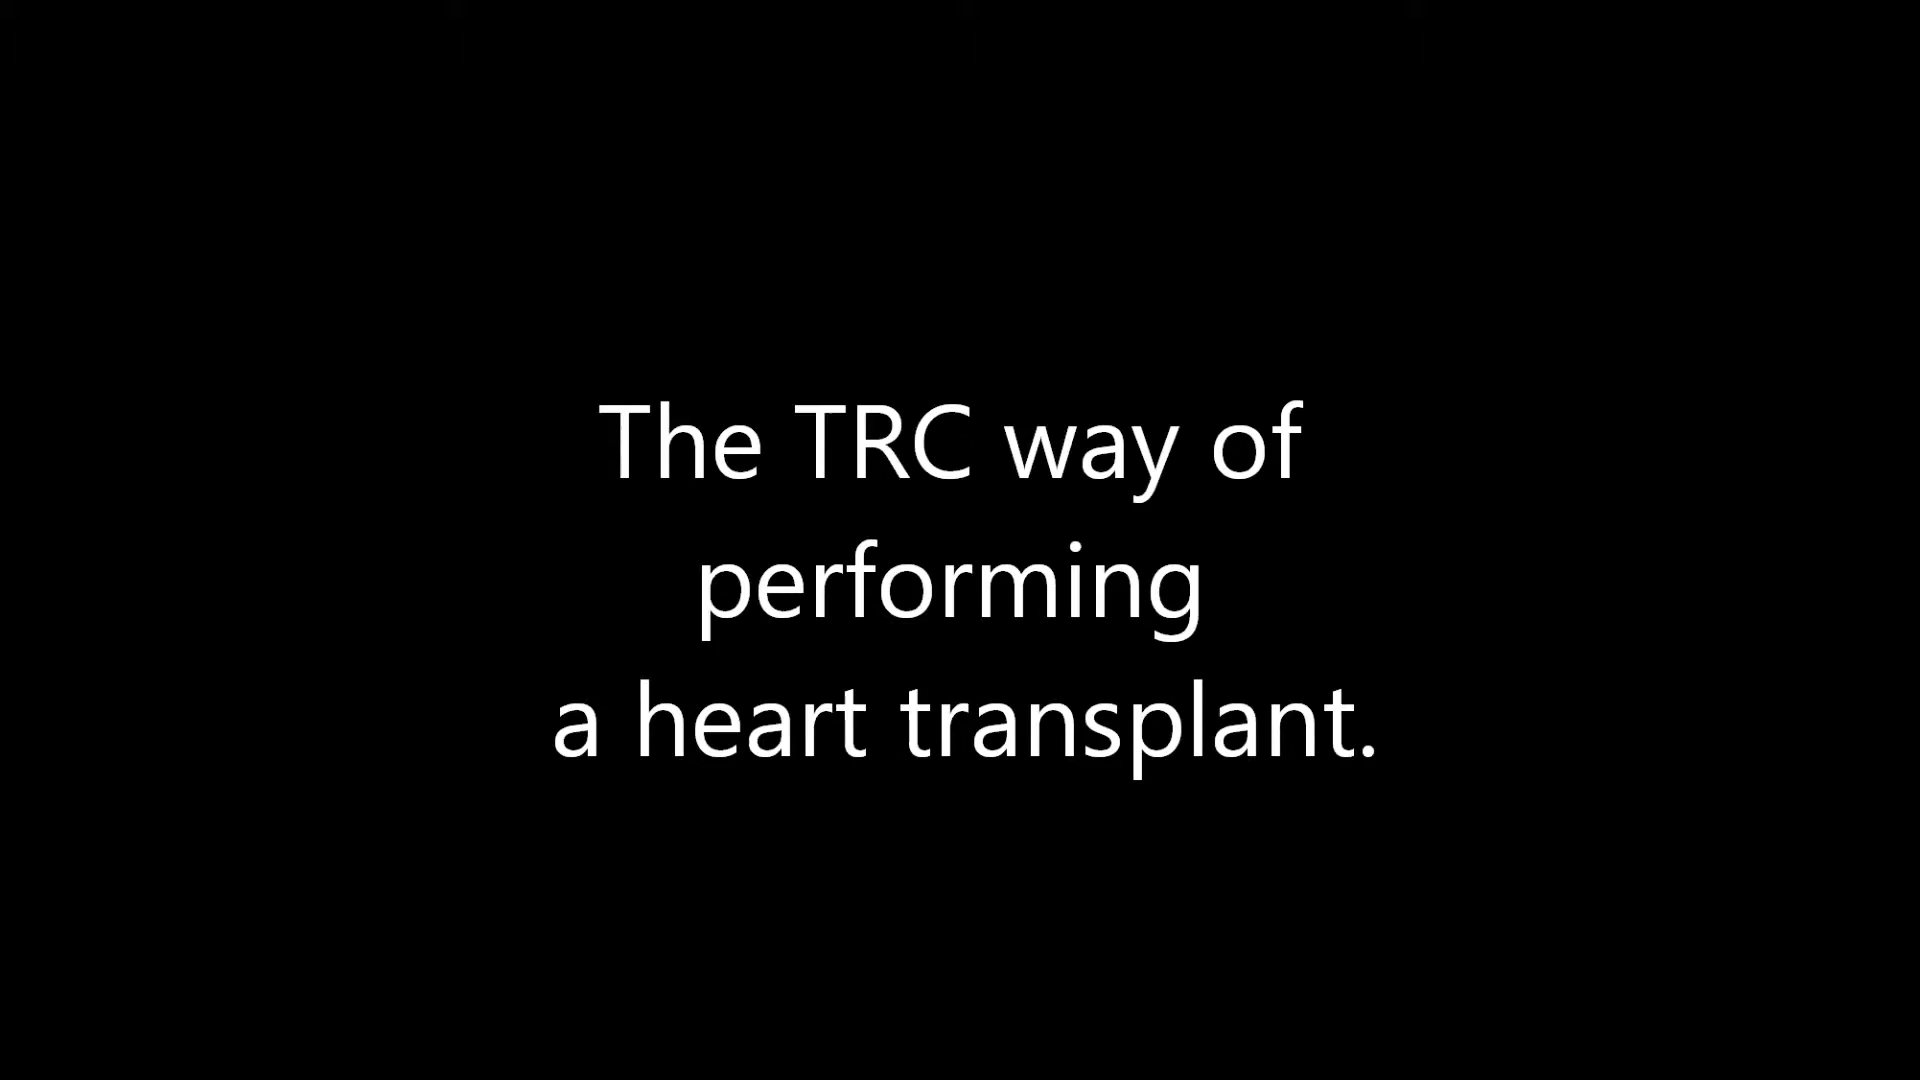 The TRC way of
performing
a heart transplant.